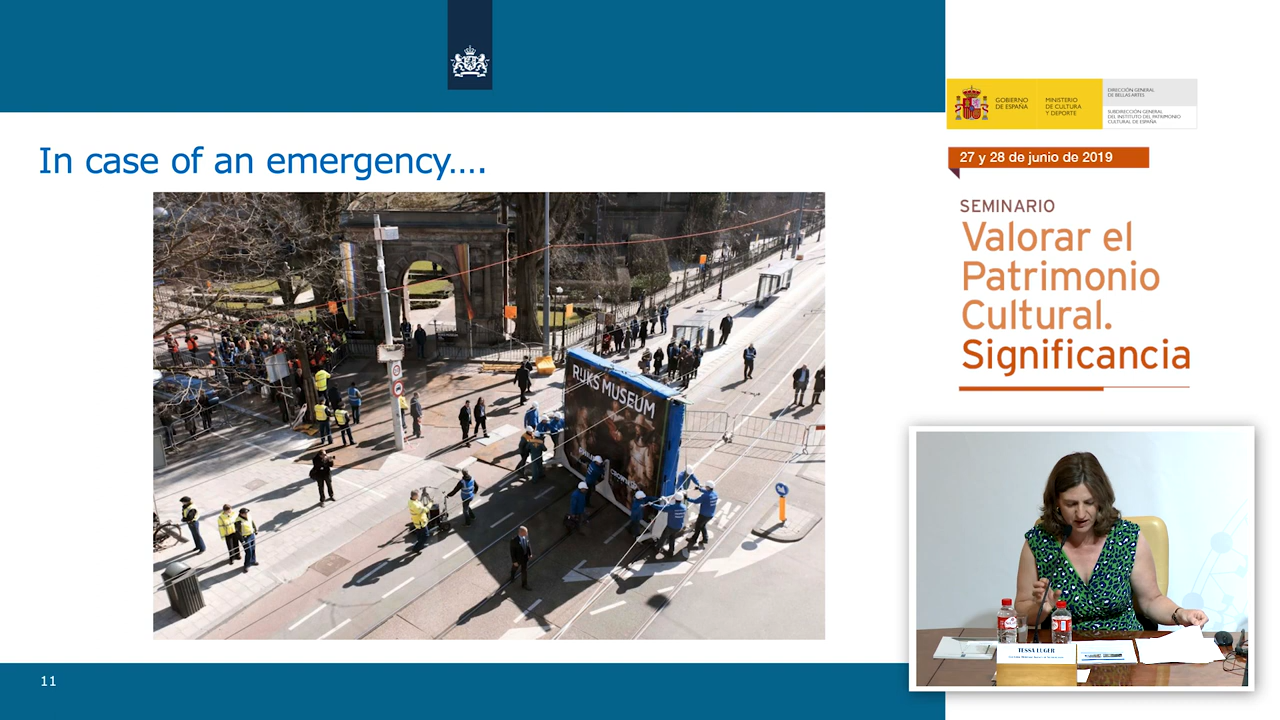 In case of an emergency....
RIJKS MUSEUM
11
GOBIERNO
DE ESPAÑA
MINISTERIO
DE CULTURA
Y DEPORTE
DIRECCIÓN GENERAL
DE BELLAS ARTES
SUBDIRECCIÓN GENERAL
DEL INSTITUTO DEL PATRIMONIO
CULTURAL DE ESPAÑA
27 y 28 de junio de 2019
SEMINARIO
Valorar el
Patrimonio
Cultural.
Significancia
TESSA LUGER